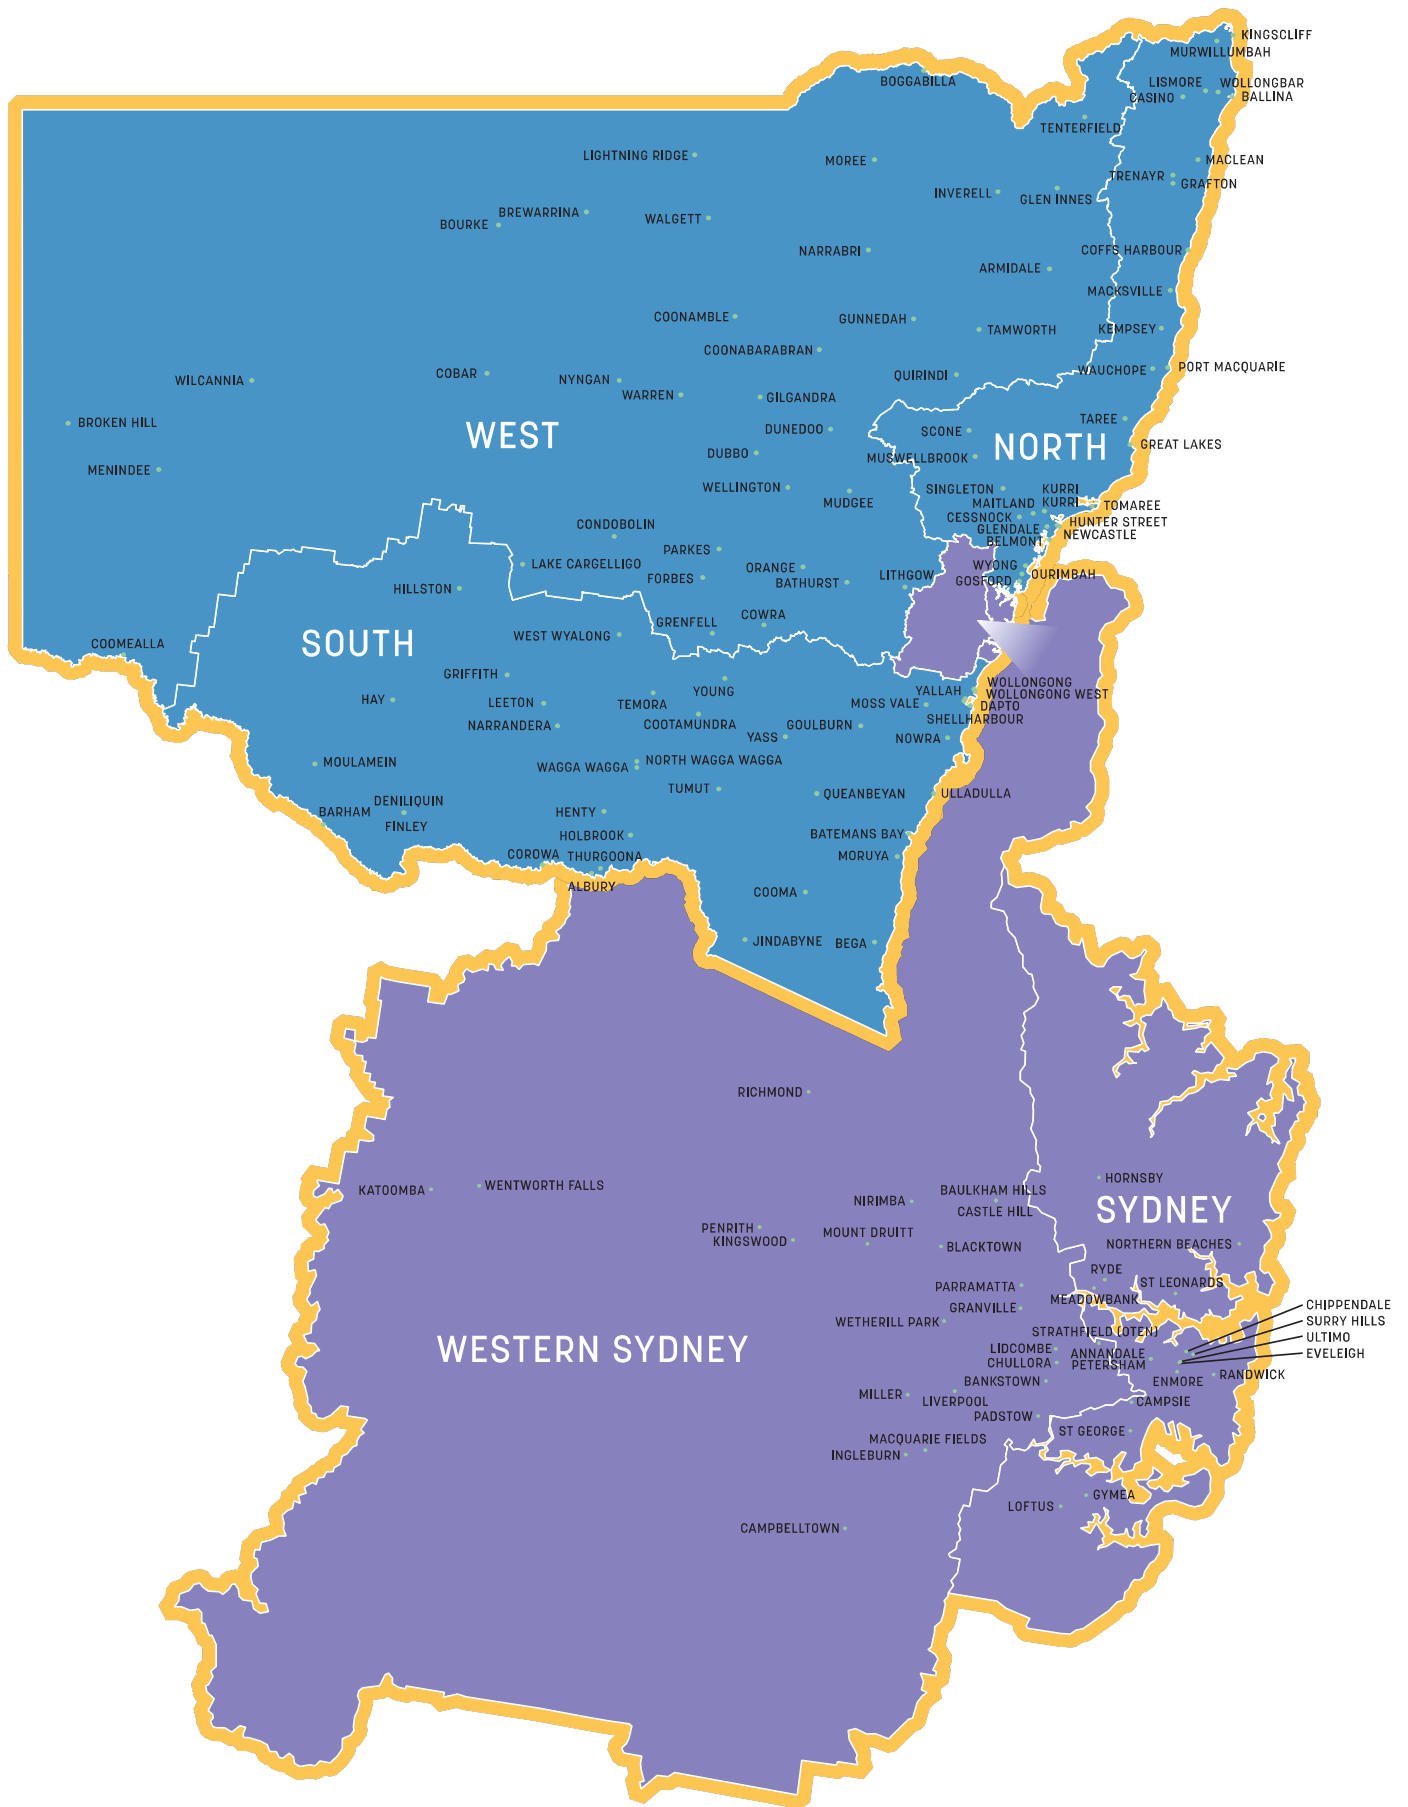 KINGSCLIFF
MURWILLUMBAH
BOGGABILLA
LISMORE
WOLLONGBAR
CASINO
BALLINA
TENTERFIELD
LIGHTNING RIDGE
MOREE
MACLEAN
TRENAYR
GRAFTON
INVERELL
GLEN INNES
BREWARRINA
BOURKE
WALGETT
NARRABRI
COFFS HARBOUR
ARMIDALE
MACKSVILLE
COONAMBLE
GUNNEDAH
TAMWORTH
KEMPSEY
COONABARABRAN
WAUCHOPE
PORT MACQUARIE
WILCANNIA
COBAR
NYNGAN
QUIRINDI
WARREN
GILGANDRA
BROKEN HILL
TAREE
DUNEDOO
SCONE
WEST
NORTH
GREAT LAKES
DUBBO
MUSWELLBROOK
MENINDEE
WELLINGTON
SINGLETON
KURRI
KURRI
MUDGEE
MAITLAND
TOMAREE
CESSNOCK
HUNTER STREET
CONDOBOLIN
GLENDALE
NEWCASTLE
BELMONT
PARKES
LAKE CARGELLIGO
ORANGE
WYONG
FORBES
BATHURST
LITHGOW
GOSFORD
OURIMBAH
HILLSTON
COWRA
GRENFELL
WEST WYALONG
SOUTH
COOMEALLA
GRIFFITH
WOLLONGONG
YOUNG
YALLAH
WOLLONGONG WEST
HAY
LEETON
TEMORA
MOSS VALE
DAPTO
NARRANDERA
COOTAMUNDRA
GOULBURN
SHELLHARBOUR
YASS
NOWRA
MOULAMEIN
NORTH WAGGA WAGGA
WAGGA WAGGA
TUMUT
QUEANBEYAN
ULLADULLA
DENILIQUIN
BARHAM
HENTY
FINLEY
HOLBROOK
BATEMANS BAY
COROWA
THURGOONA
MORUYA
ALBURY
COOMA
JINDABYNE
BEGA
RICHMOND
HORNSBY
KATOOMBA
WENTWORTH FALLS
BAULKHAM HILLS
NIRIMBA
CASTLE HILL
SYDNEY
PENRITH
MOUNT DRUITT
KINGSWOOD
BLACKTOWN
NORTHERN BEACHES
RYDE
PARRAMATTA
ST LEONARDS
MEADOWBANK
GRANVILLE
CHIPPENDALE
WETHERILL PARK
SURRY HILLS
STRATHFIELD (OTEN)
ULTIMO
WESTERN SYDNEY
LIDCOMBE
ANNANDALE
EVELEIGH
CHULLORA
PETERSHAM
RANDWICK
BANKSTOWN
ENMORE
MILLER
LIVERPOOL
CAMPSIE
PADSTOW
ST GEORGE
MACQUARIE FIELDS
INGLEBURN
GYMEA
LOFTUS
CAMPBELLTOWN